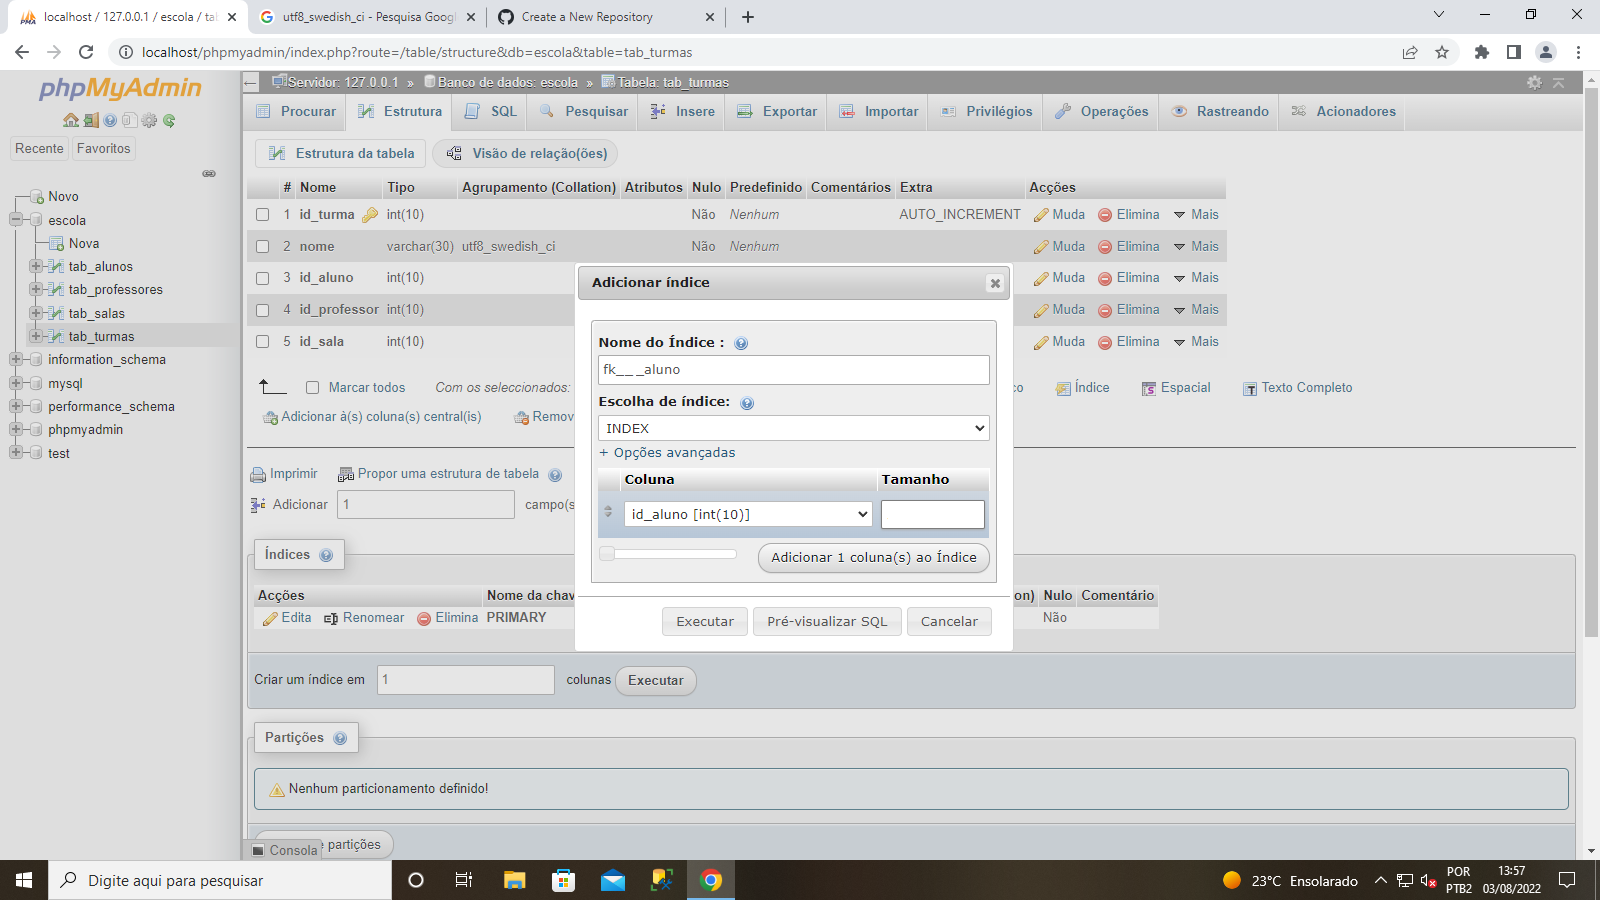 localhost / 127.0.0.1 / escola / tab
utf8_swedish_ci - Pesquisa Goog
Create a New Repository
localhost/phpmyadmin/index.php?route=/table/structure&db=escola&table=tab_turmas
phpMyAdmin
Servidor: 127.0.0.1 » Banco de dados: escola » Tabela: tab_turmas
Procurar Estrutura SQL Pesquisar Insere Exportar Importar Privilégios Operações Rastreando Acionadores
Recente Favoritos
Estrutura da tabela Visão de relação(ões)
Novo
escola
Nova
tab_alunos
tab_professores
tab_salas
tab_turmas
information_schema
mysql
performance_schema
phpmyadmin
test
# Nome Tipo Agrupamento (Collation) Atributos Nulo Predefinido Comentários Extra Acções
1 id_turma int(10) Não Nenhum AUTO_INCREMENT Muda Elimina Mais
2 nome varchar(30) utf8_swedish_ci Não Nenhum Muda Elimina Mais
3 id_aluno int(10) Muda Elimina Mais
4 id_professor int(10) Muda Elimina Mais
5 id_sala int(10) Muda Elimina Mais
Marcar todos Com os seleccionados: co Índice Espacial Texto Completo
Adicionar à(s) coluna(s) central(is) Remov
Imprimir Propor uma estrutura de tabela
Adicionar 1 campo(s
Índices
Acções Nome da chav on) Nulo Comentário
Edita Renomear Elimina PRIMARY Não
Criar um índice em 1 colunas Executar
Partições
Nenhum particionamento definido!
e partições
Consola
Adicionar índice
Nome do Índice :
fk__ _aluno
Escolha de índice:
INDEX
+ Opções avançadas
Coluna Tamanho
id_aluno [int(10)]
Adicionar 1 coluna(s) ao Índice
Executar Pré-visualizar SQL Cancelar
Digite aqui para pesquisar
23°C Ensolarado
POR
PTB2
13:57
03/08/2022